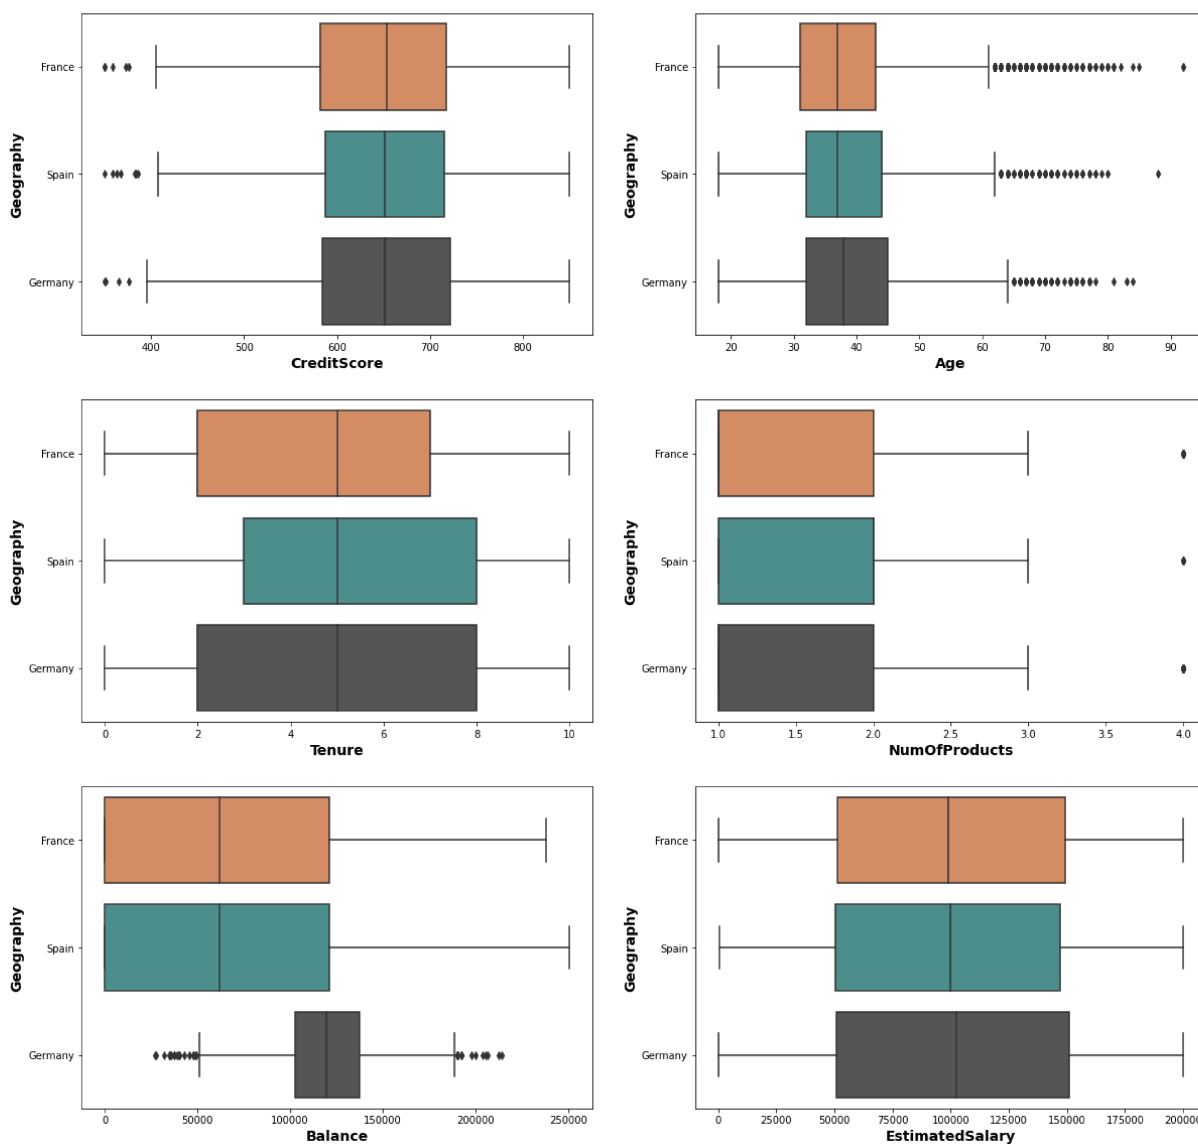 Geography
France
Spain
Germany
400 500 600 700 800
CreditScore
Geography
France
Spain
Germany
20 30 40 50 60 70 80 90
Age
Geography
France
Spain
Germany
0 2 4 6 8 10
Tenure
Geography
France
Spain
Germany
1.0 1.5 2.0 2.5 3.0 3.5 4.0
NumOfProducts
Geography
France
Spain
Germany
0 50000 100000 150000 200000 250000
Balance
Geography
France
Spain
Germany
0 25000 50000 75000 100000 125000 150000 175000
EstimatedSalary